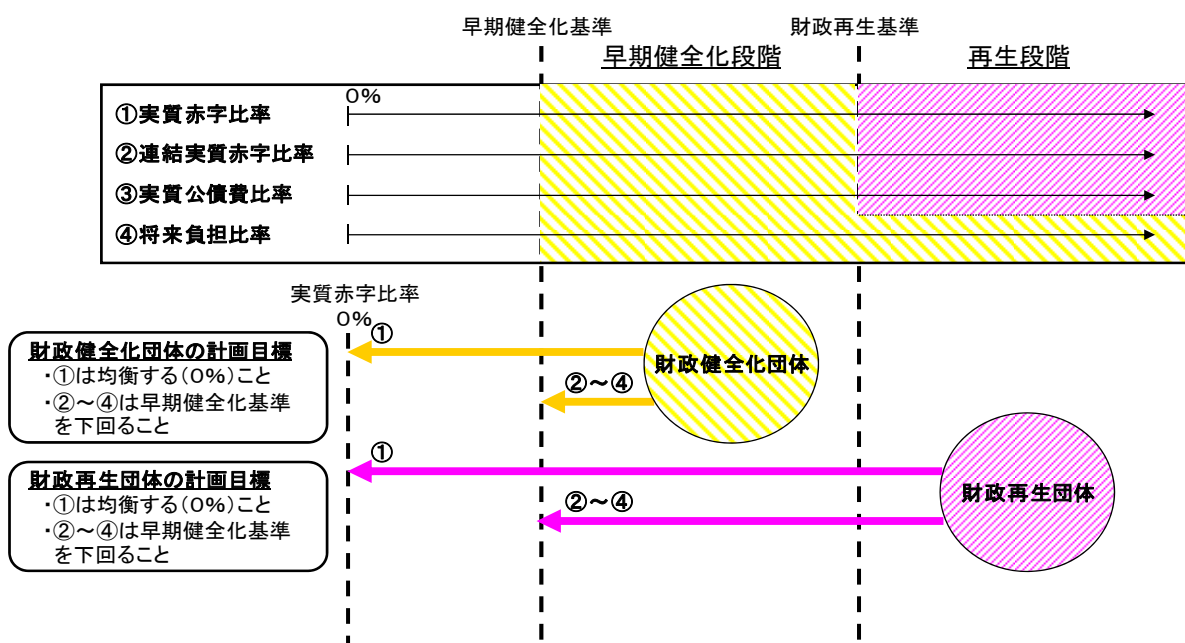 早期健全化基準
財政再生基準
早期健全化段階
再生段階
0%
①実質赤字比率
②連結実質赤字比率
③実質公債費比率
④将来負担比率
実質赤字比率
0%
財政健全化団体の計画目標
・①は均衡する(0%)こと
・②～④は早期健全化基準
を下回ること
①
②～④
財政健全化団体
財政再生団体の計画目標
・①は均衡する(0%)こと
・②～④は早期健全化基準
を下回ること
①
②～④
財政再生団体